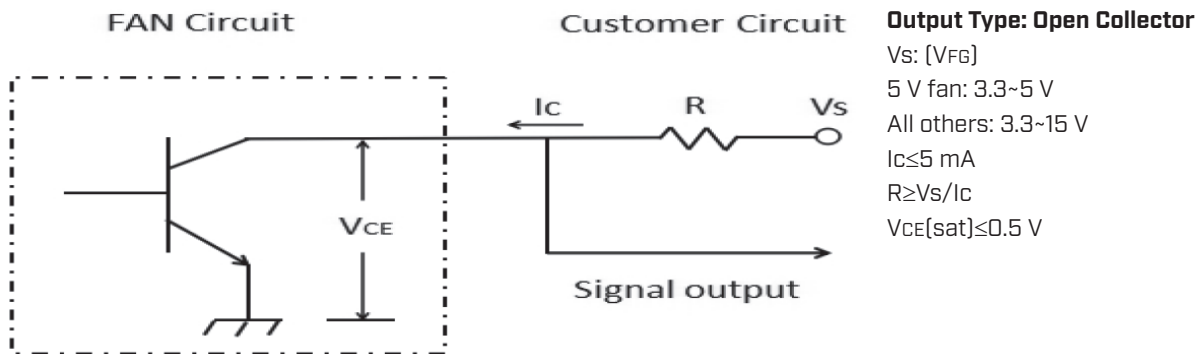 FAN Circuit
Customer Circuit
Ic
R
Vs
VCE
Signal output
Output Type: Open Collector
Vs: (VFG)
5 V fan: 3.3~5 V
All others: 3.3~15 V
Ic≤5 mA
R≥Vs/Ic
VCE(sat)≤0.5 V